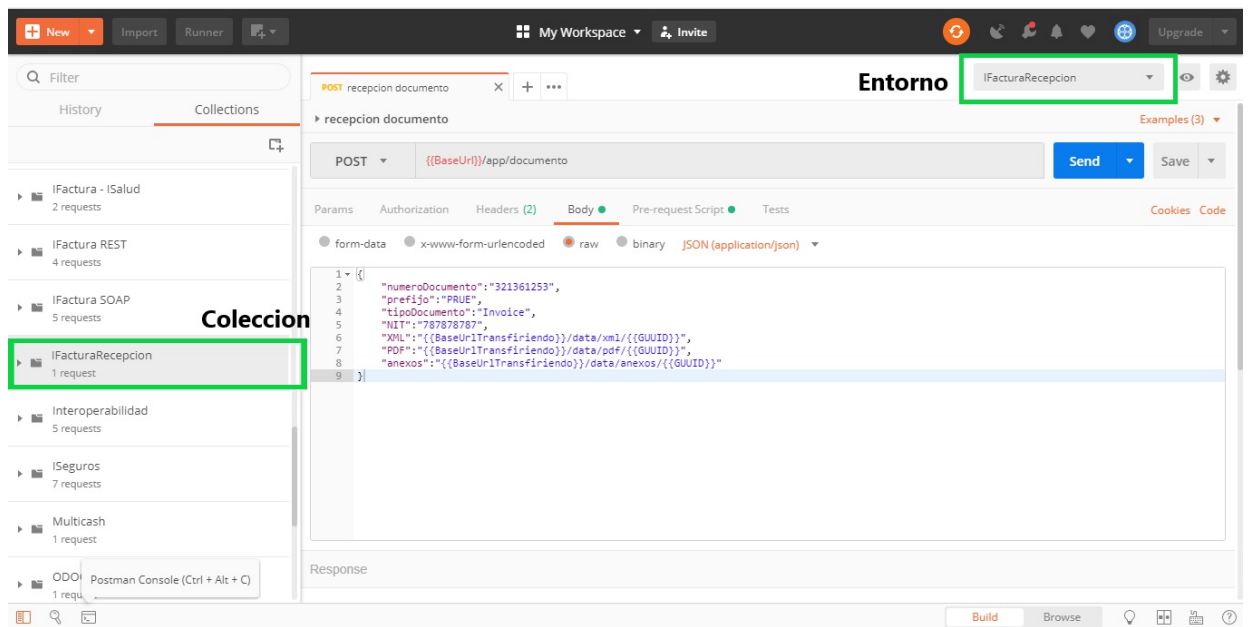 New
Import
Runner
My Workspace
Invite
Upgrade
Filter
History
Collections
IFactura - ISalud
2 requests
IFactura REST
4 requests
IFactura SOAP
5 requests
Coleccion
IFacturaRecepcion
1 request
Interoperabilidad
5 requests
ISeguros
7 requests
Multicash
1 request
Postman Console (Ctrl + Alt + C)
POST recepcion documento
Entorno
IFacturaRecepcion
recepcion documento
Examples (3)
POST {{BaseUrl}}/app/documento
Send
Save
Params Authorization Headers (2) Body Pre-request Script Tests
Cookies Code
form-data x-www-form-urlencoded raw binary JSON (application/json)
1 {
2 "numeroDocumento":"321361253",
3 "prefijo":"PRUE",
4 "tipoDocumento":"Invoice",
5 "NIT":"787878787",
6 "XML":"{{BaseUrlTransfiriendo}}/data/xml/{{GUUID}}",
7 "PDF":"{{BaseUrlTransfiriendo}}/data/pdf/{{GUUID}}",
8 "anexos":"{{BaseUrlTransfiriendo}}/data/anexos/{{GUUID}}"
9 }
Response
Build
Browse